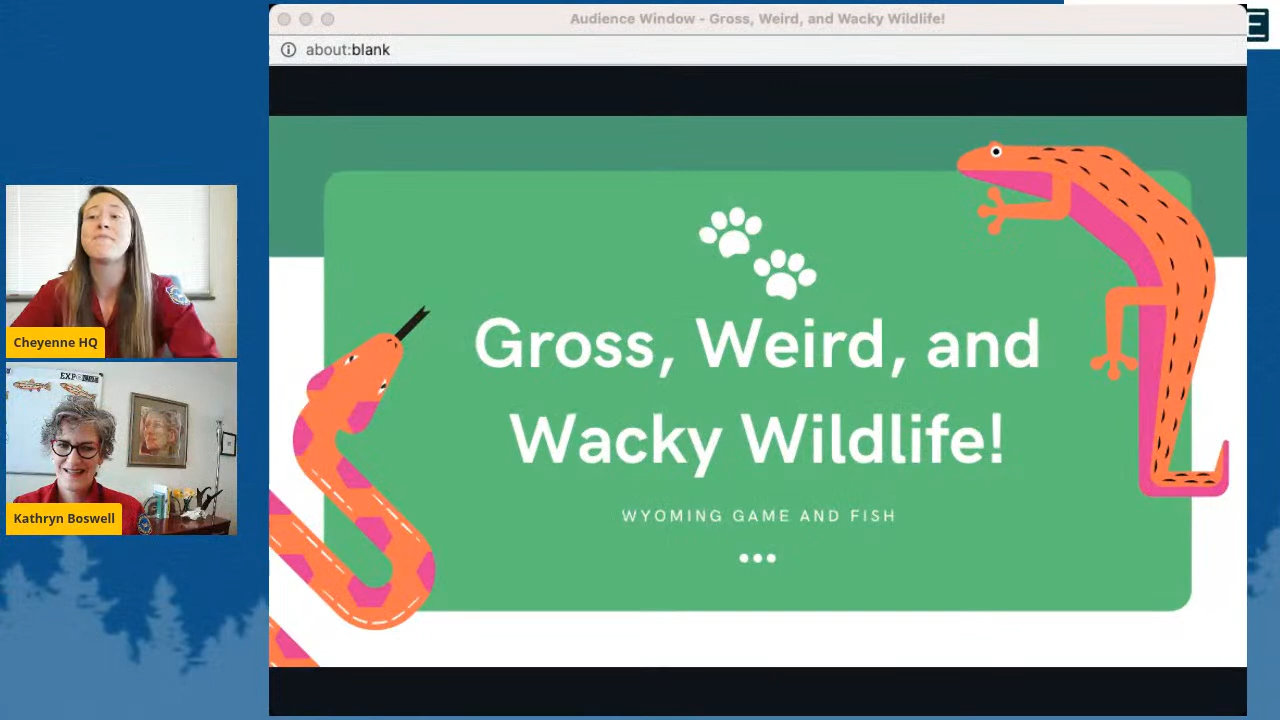 Audience Window - Gross, Weird, and Wacky Wildlife!
about:blank
E
Gross, Weird, and
Wacky Wildlife!
WYOMING GAME AND FISH
Cheyenne HQ
EXP
Kathryn Boswell